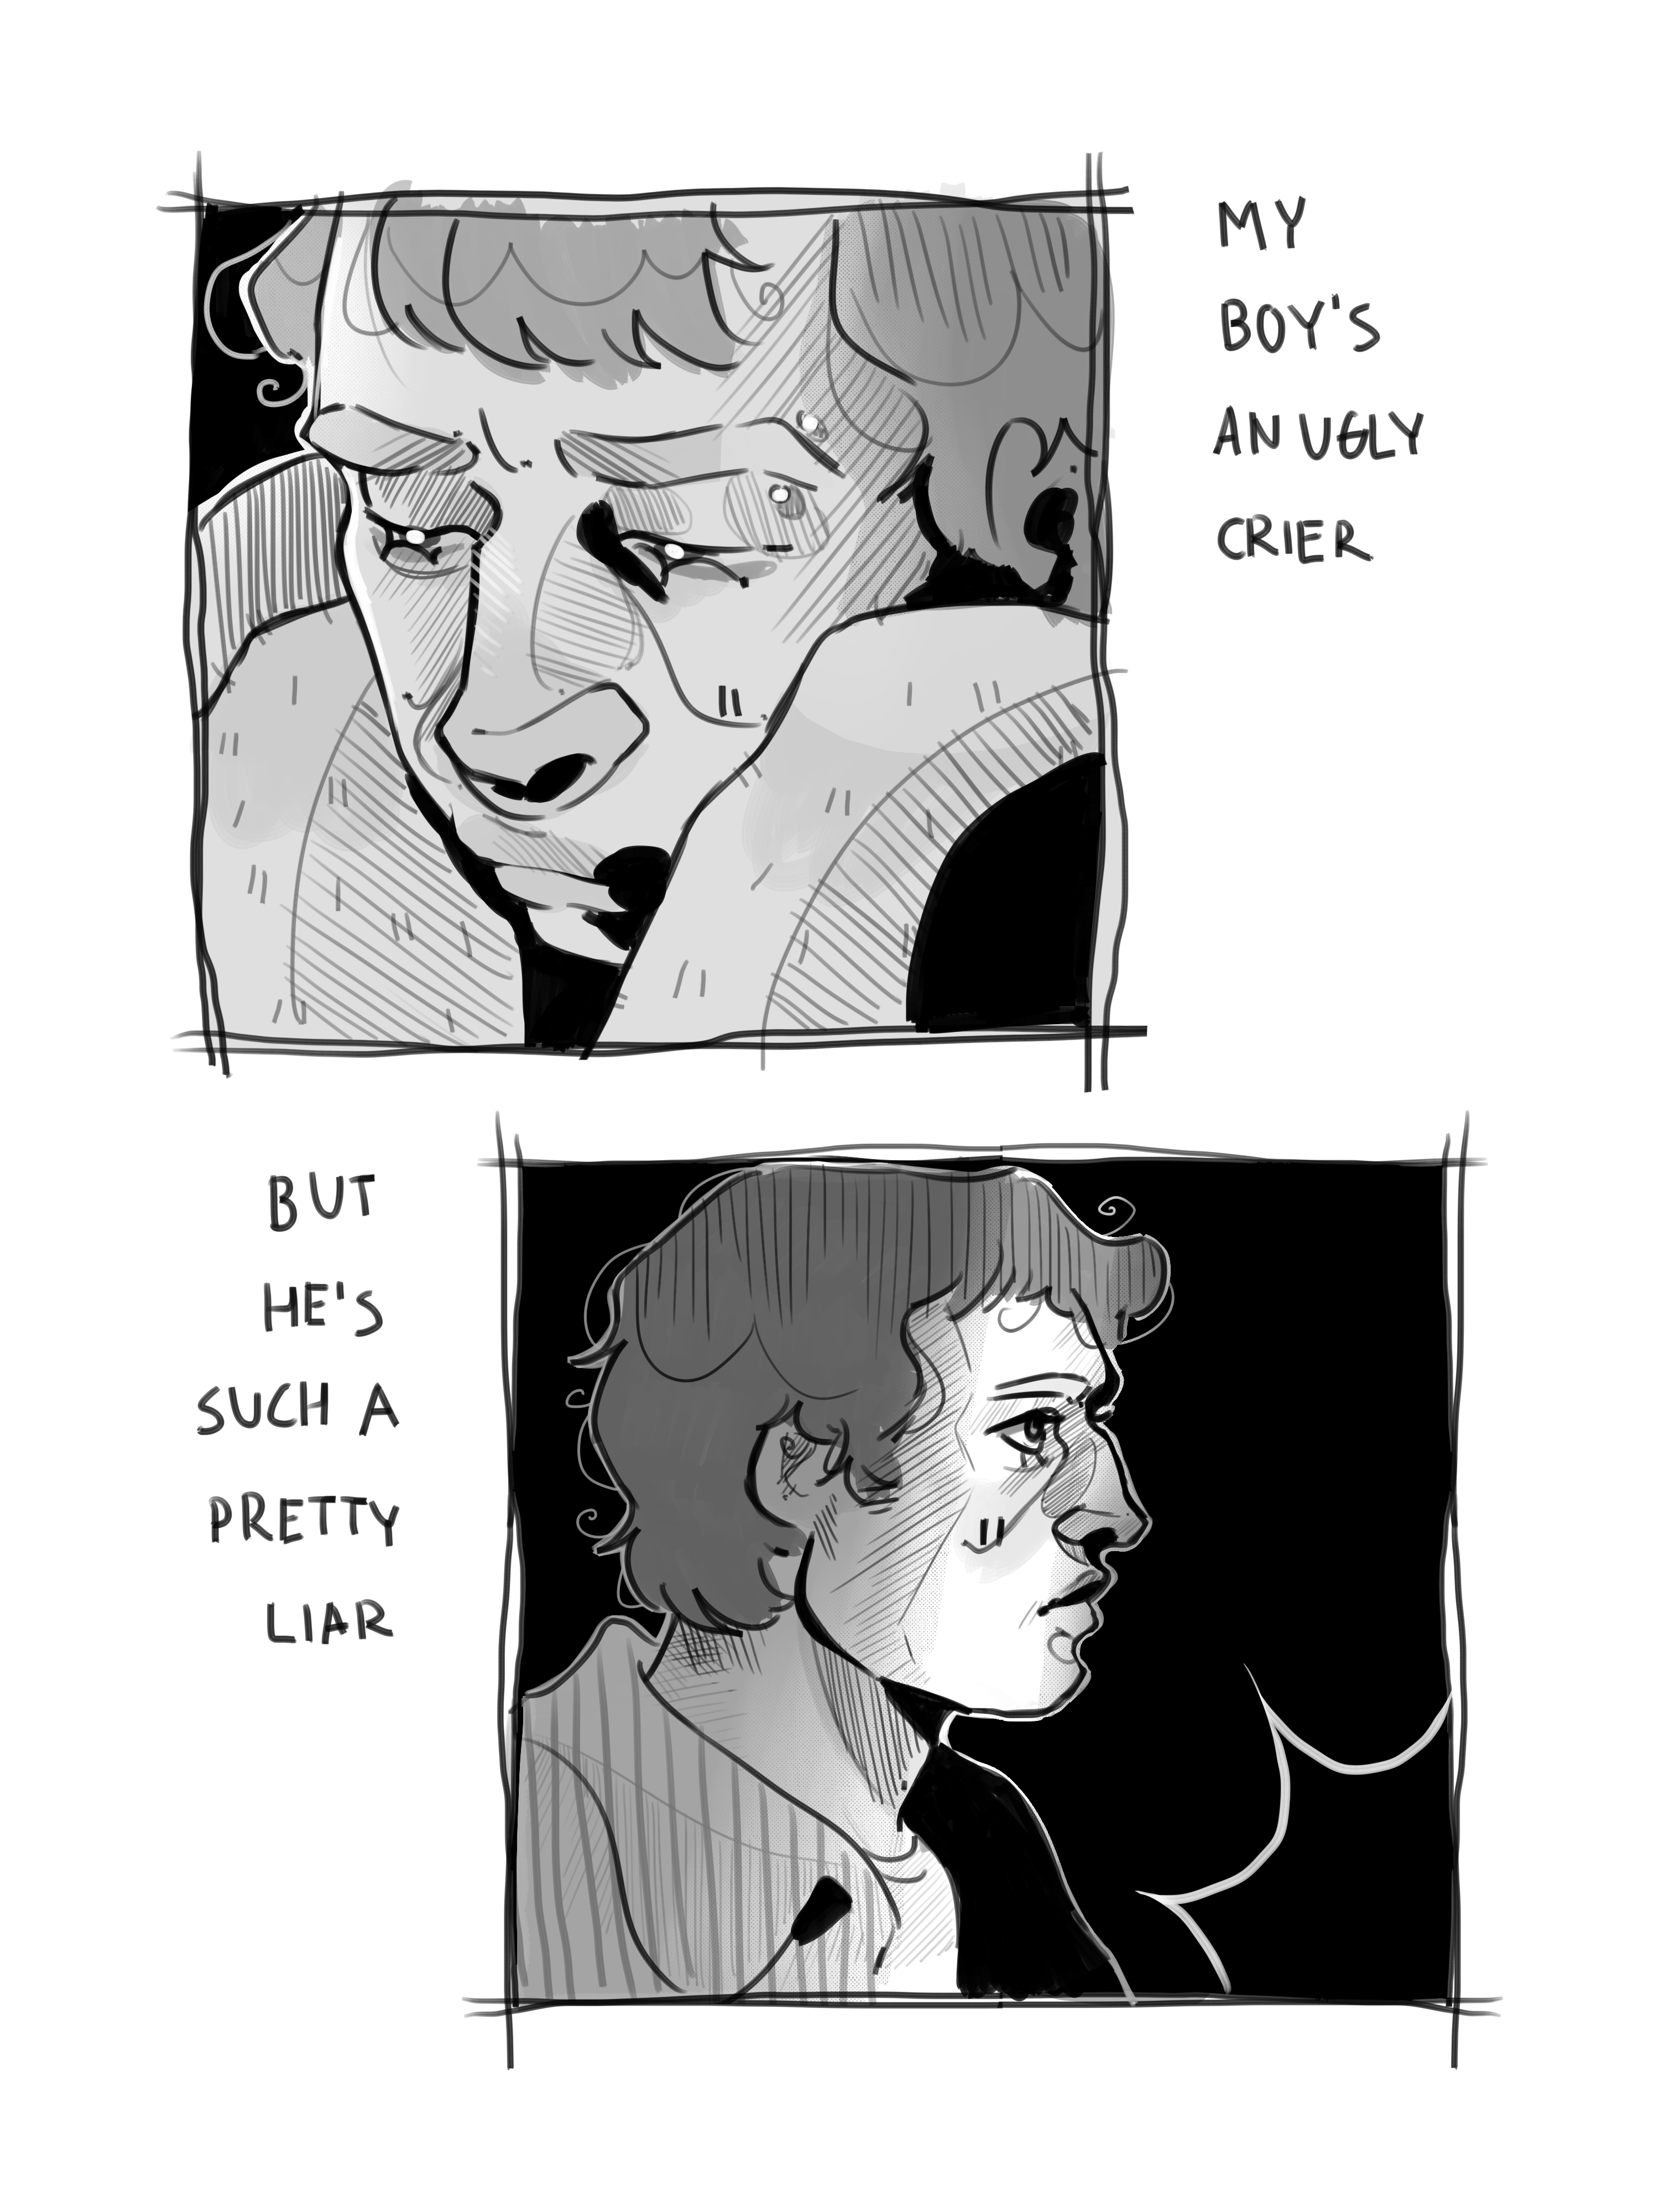 MY
BOY'S
AN UGLY
CRIER
BUT
HE'S
SUCH A
PRETTY
LIAR